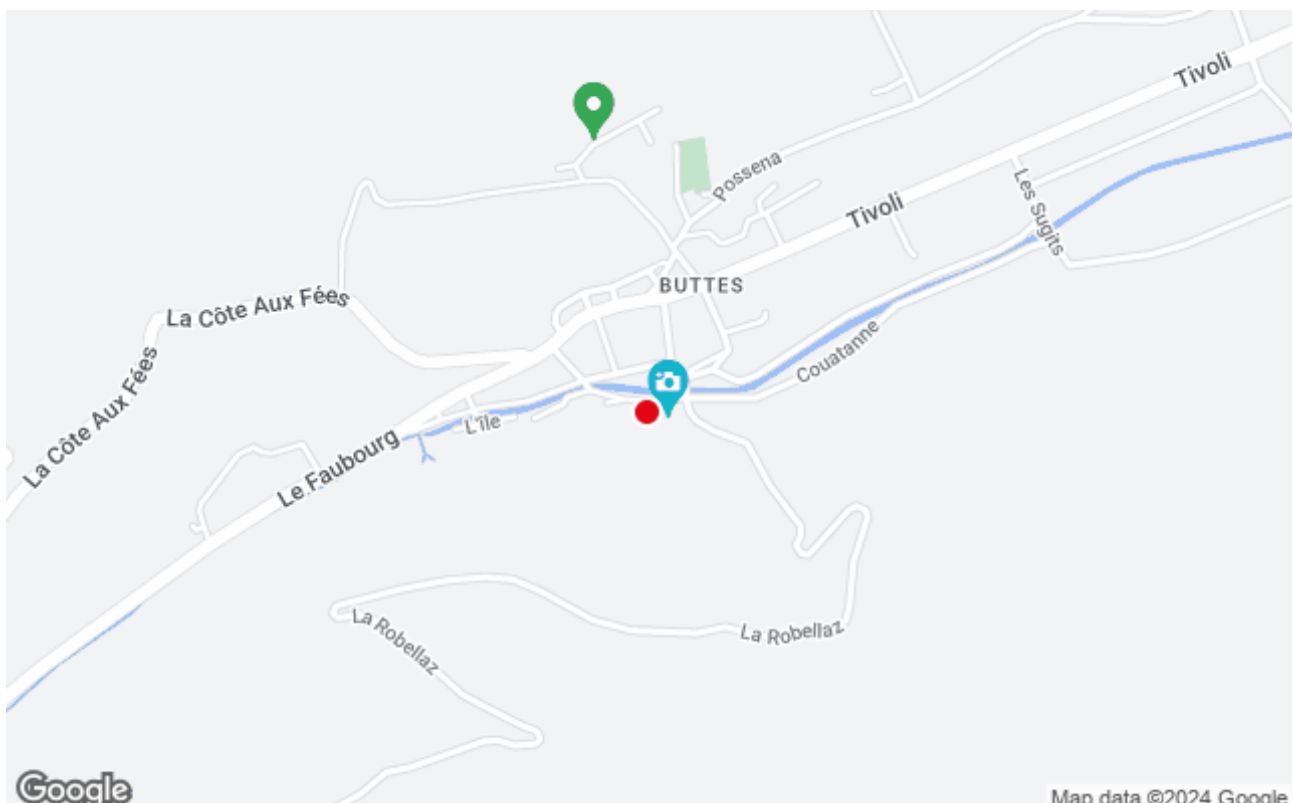 Tivoli
Possena
Tivoli
Les Sugits
BUTTES
La Côte Aux Fées
Couatanne
La Côte Aux Fées
L'île
Le Faubourg
La Robellaz
La Robellaz
Google
Map data ©2024 Google